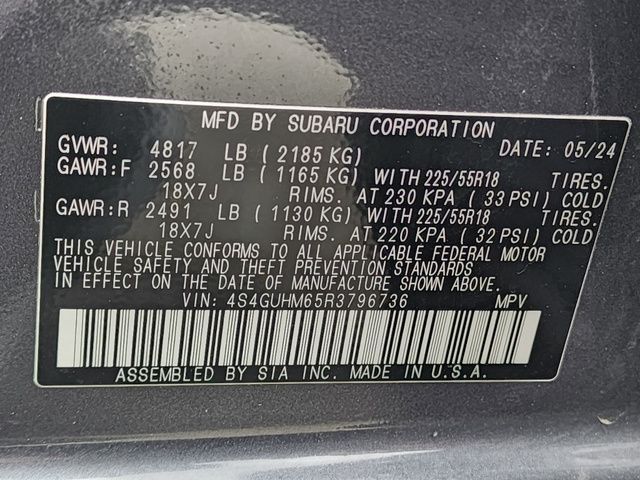 MFD BY SUBARU CORPORATION
GVWR: 4817 LB ( 2185 KG) DATE: 05/24
GAWR:F 2568 LB ( 1165 KG) WITH 225/55R18 TIRES.
18X7J RIMS. AT 230 KPA ( 33 PSI) COLD
GAWR:R 2491 LB ( 1130 KG) WITH 225/55R18 TIRES.
18X7J RIMS. AT 220 KPA ( 32 PSI) COLD
THIS VEHICLE CONFORMS TO ALL APPLICABLE FEDERAL MOTOR
VEHICLE SAFETY AND THEFT PREVENTION STANDARDS
IN EFFECT ON THE DATE OF MANUFACTURE SHOWN ABOVE.
VIN: 4S4GUHM65R3796736 MPV
ASSEMBLED BY SIA INC. MADE IN U.S.A.